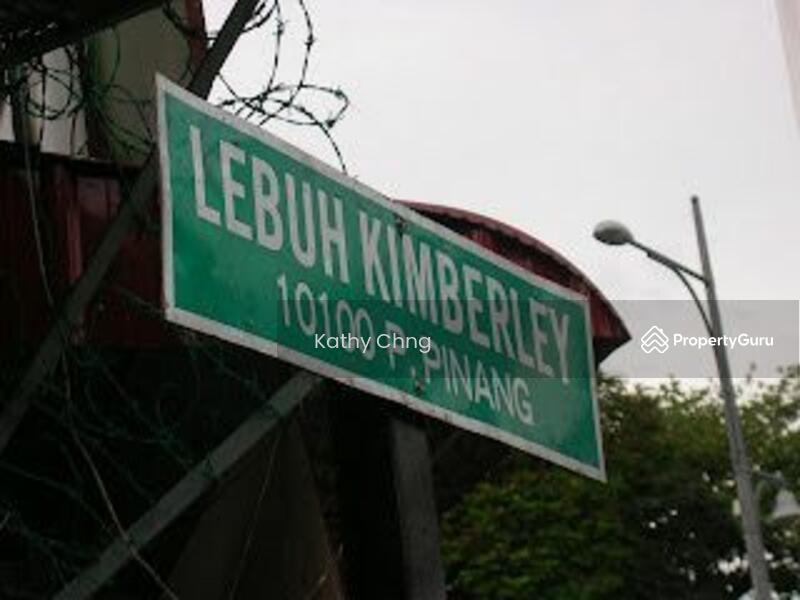 LEBUH KIMBERLEY
10100 P. PINANG
Kathy Chng
PropertyGuru